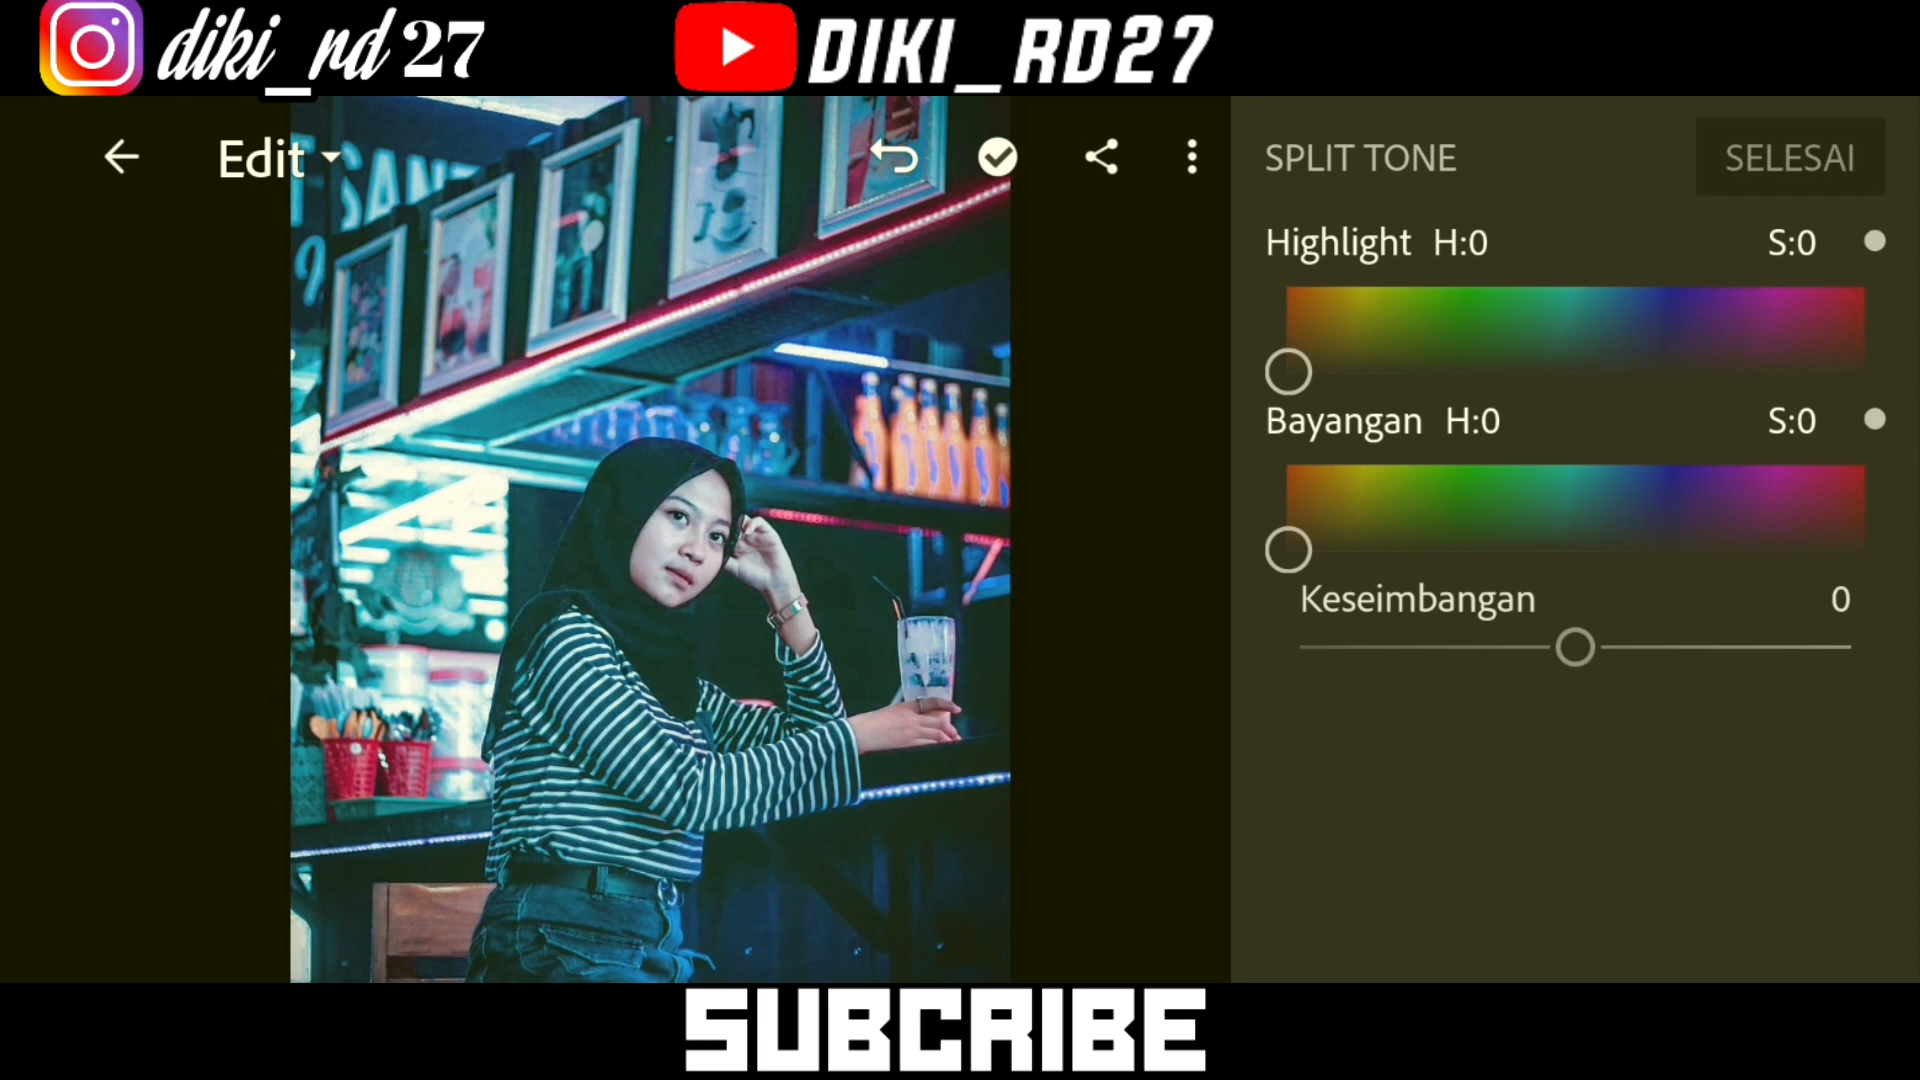 diki_rd27
DIKI_RD27
Edit
SPLIT TONE
SELESAI
Highlight H:0 S:0
Bayangan H:0 S:0
Keseimbangan 0
SUBCRIBE